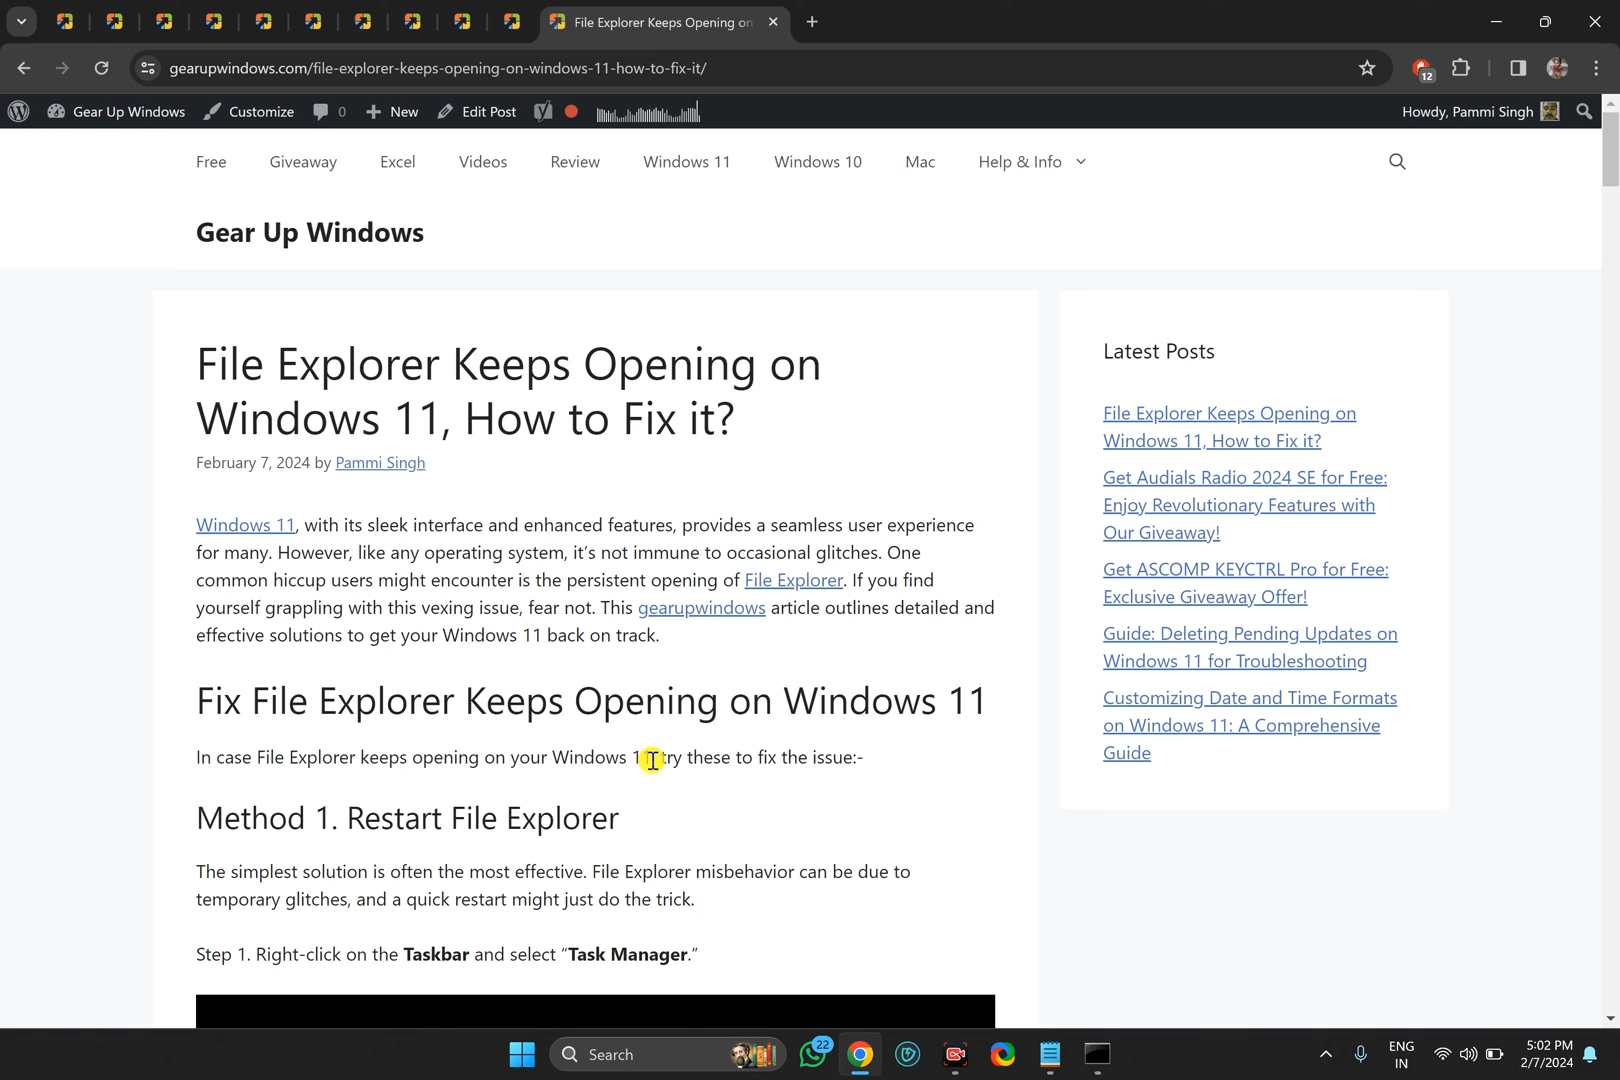 File Explorer Keeps Opening on
gearupwindows.com/file-explorer-keeps-opening-on-windows-11-how-to-fix-it/
12
Gear Up Windows
Customize
0
New
Edit Post
Howdy, Pammi Singh
Free
Giveaway
Excel
Videos
Review
Windows 11
Windows 10
Mac
Help & Info
Gear Up Windows
File Explorer Keeps Opening on
Windows 11, How to Fix it?
February 7, 2024 by Pammi Singh
Windows 11, with its sleek interface and enhanced features, provides a seamless user experience
for many. However, like any operating system, it’s not immune to occasional glitches. One
common hiccup users might encounter is the persistent opening of File Explorer. If you find
yourself grappling with this vexing issue, fear not. This gearupwindows article outlines detailed and
effective solutions to get your Windows 11 back on track.
Fix File Explorer Keeps Opening on Windows 11
In case File Explorer keeps opening on your Windows 11 try these to fix the issue:-
Method 1. Restart File Explorer
The simplest solution is often the most effective. File Explorer misbehavior can be due to
temporary glitches, and a quick restart might just do the trick.
Step 1. Right-click on the Taskbar and select “Task Manager.”
Latest Posts
File Explorer Keeps Opening on
Windows 11, How to Fix it?
Get Audials Radio 2024 SE for Free:
Enjoy Revolutionary Features with
Our Giveaway!
Get ASCOMP KEYCTRL Pro for Free:
Exclusive Giveaway Offer!
Guide: Deleting Pending Updates on
Windows 11 for Troubleshooting
Customizing Date and Time Formats
on Windows 11: A Comprehensive
Guide
Search
22
ENG
IN
5:02 PM
2/7/2024